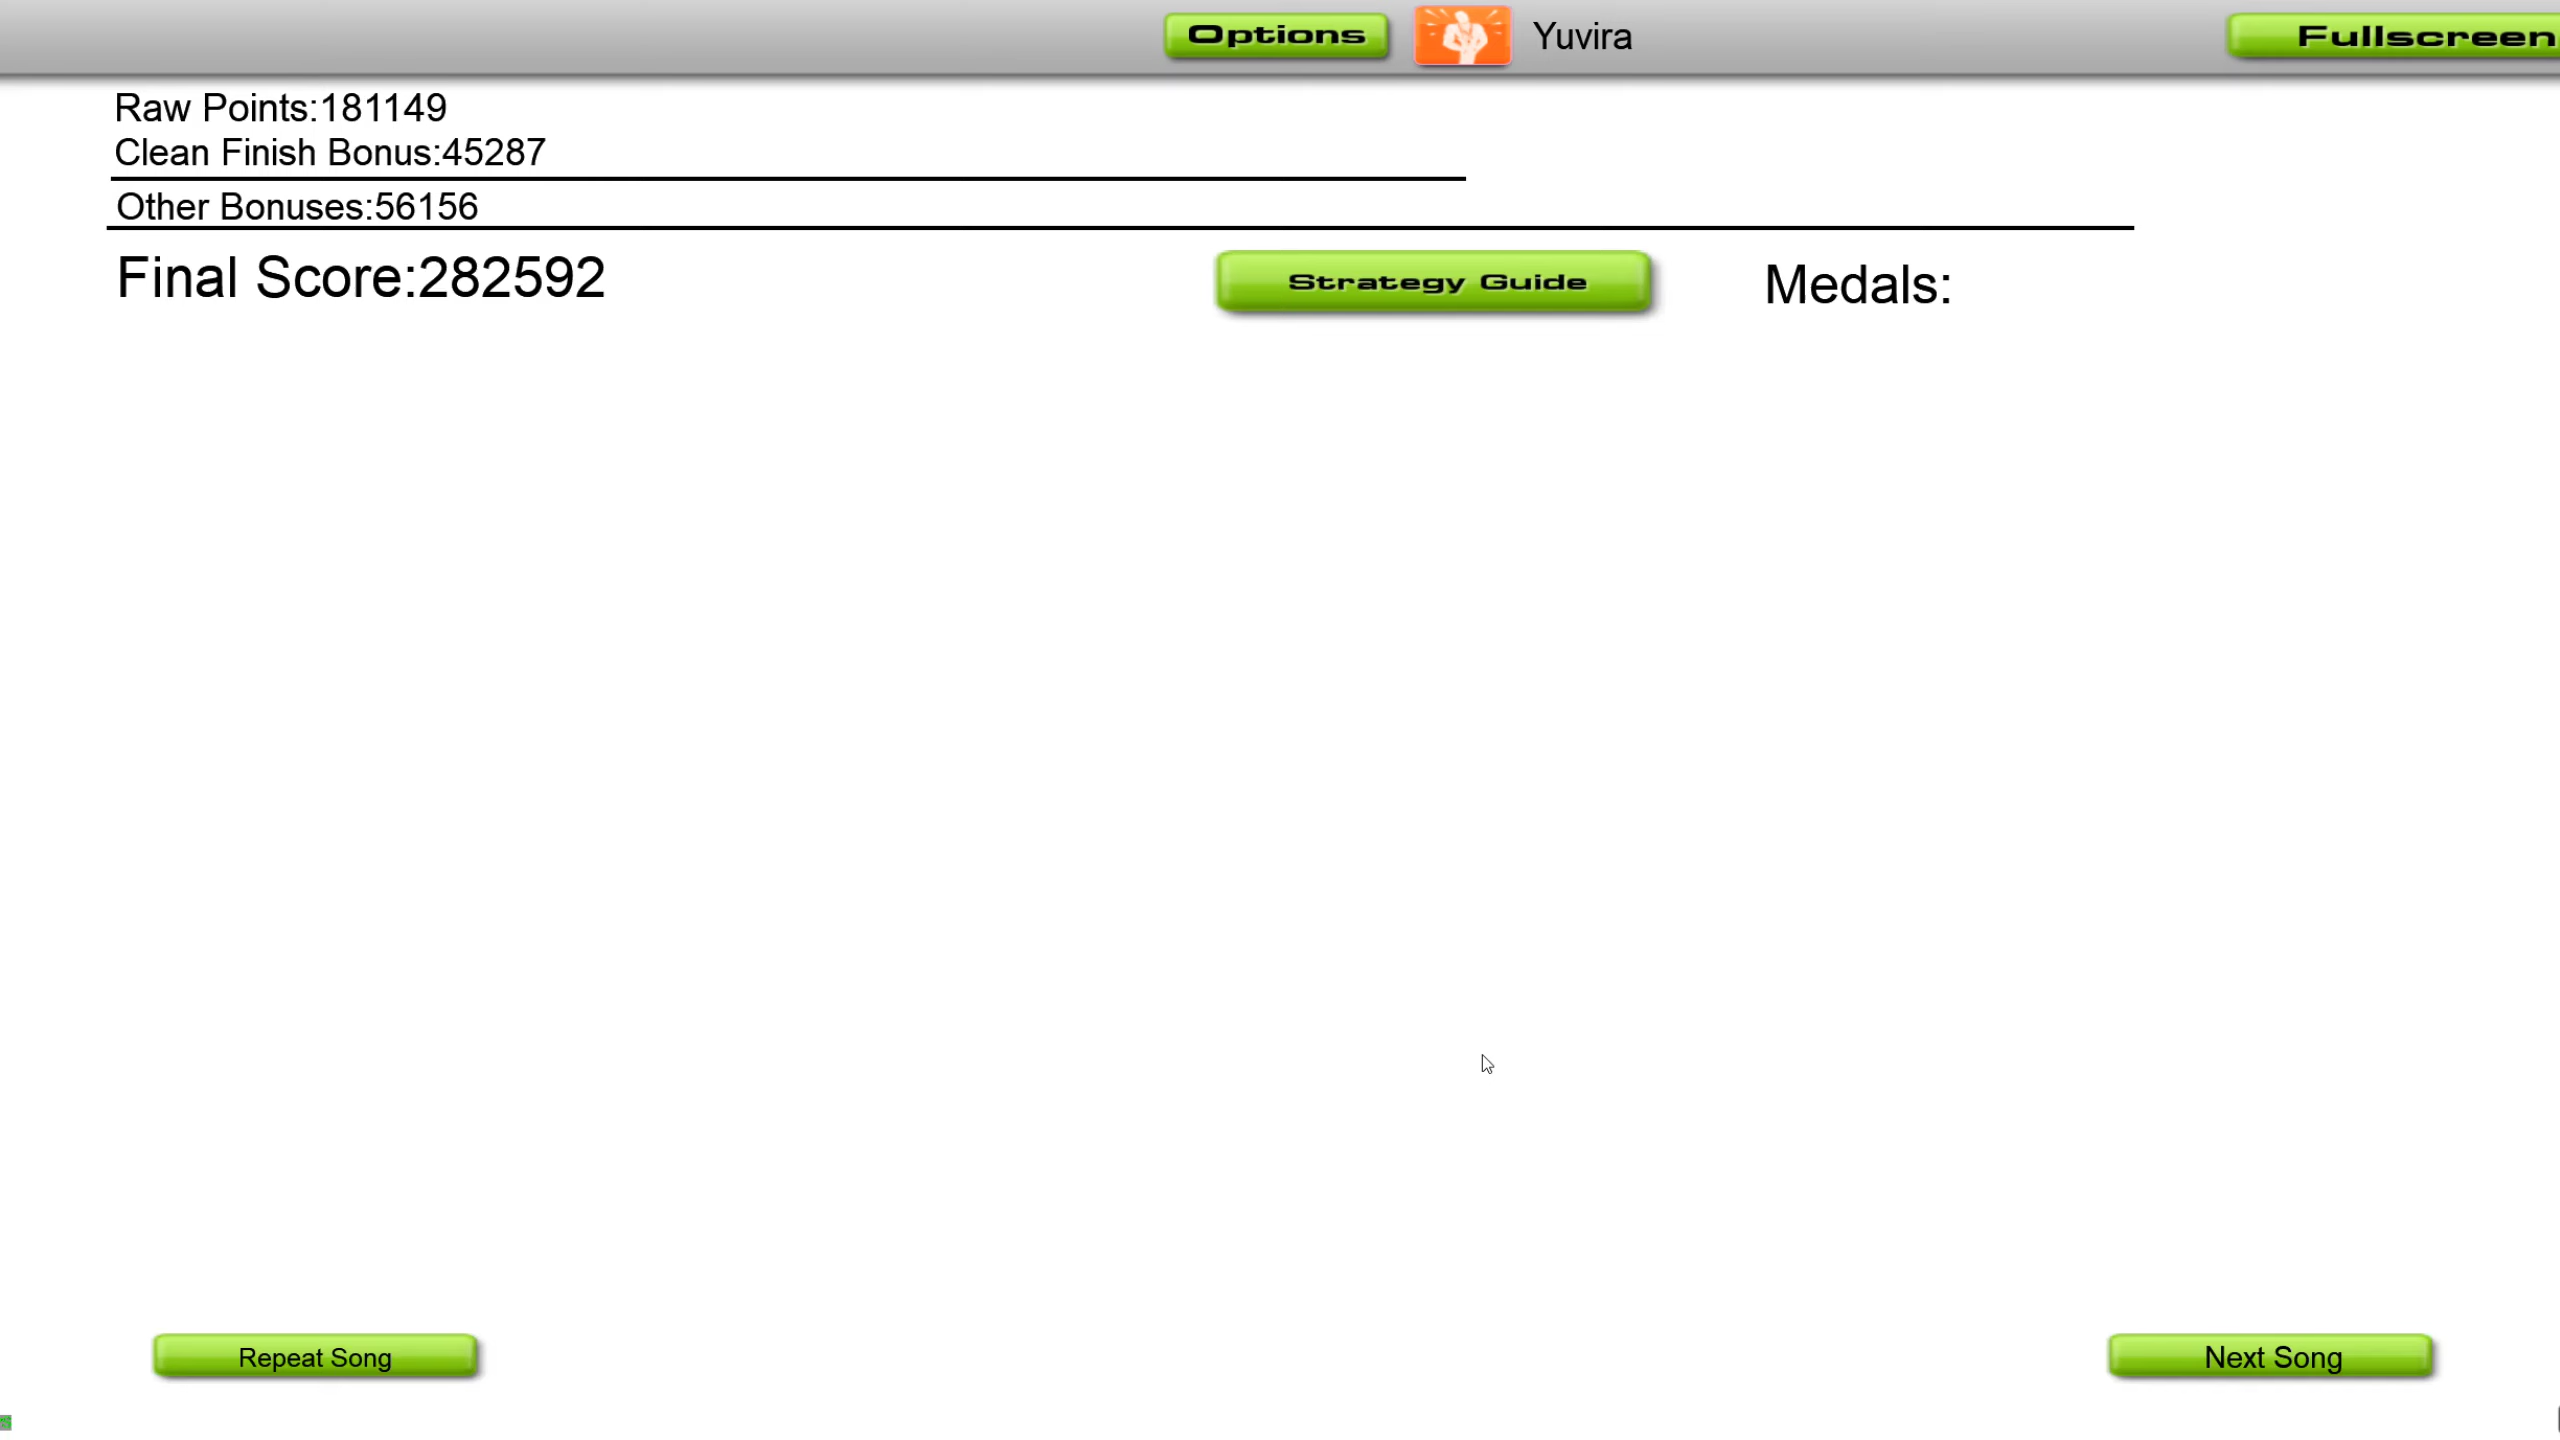 Options
Yuvira
Fullscreen
Raw Points:181149
Clean Finish Bonus:45287
Other Bonuses:56156
Final Score:282592
Strategy Guide
Medals:
Repeat Song
Next Song